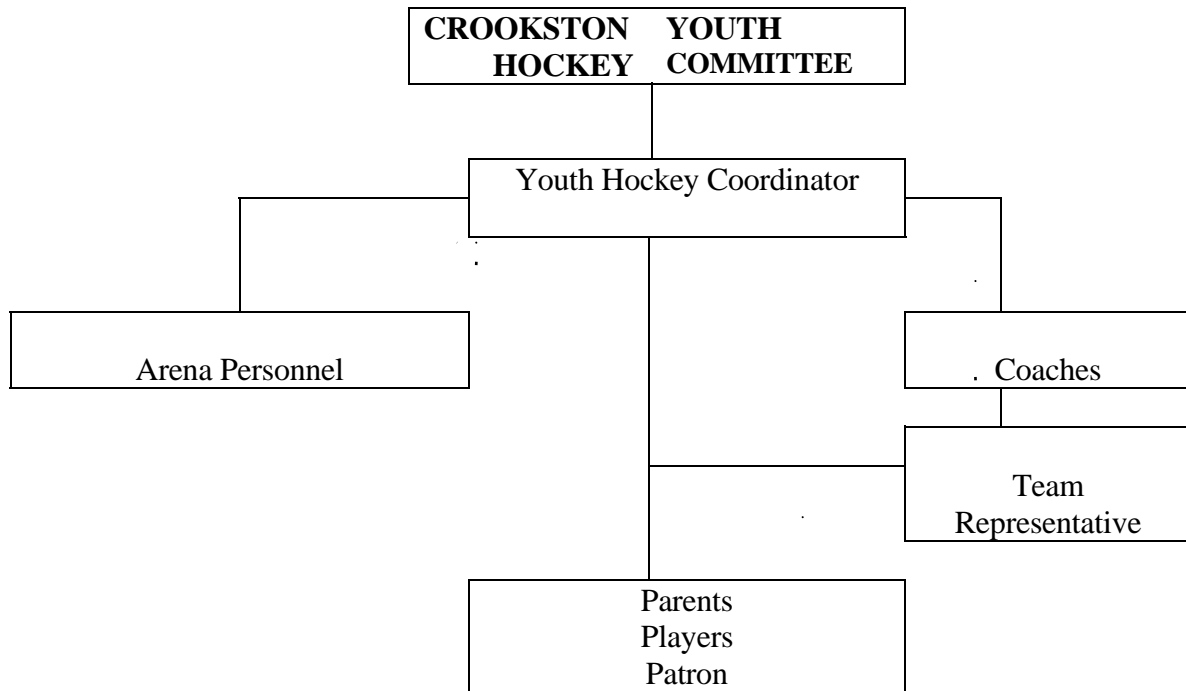 CROOKSTON YOUTH
HOCKEY COMMITTEE
Youth Hockey Coordinator
Arena Personnel
Coaches
Team
Representative
Parents
Players
Patron